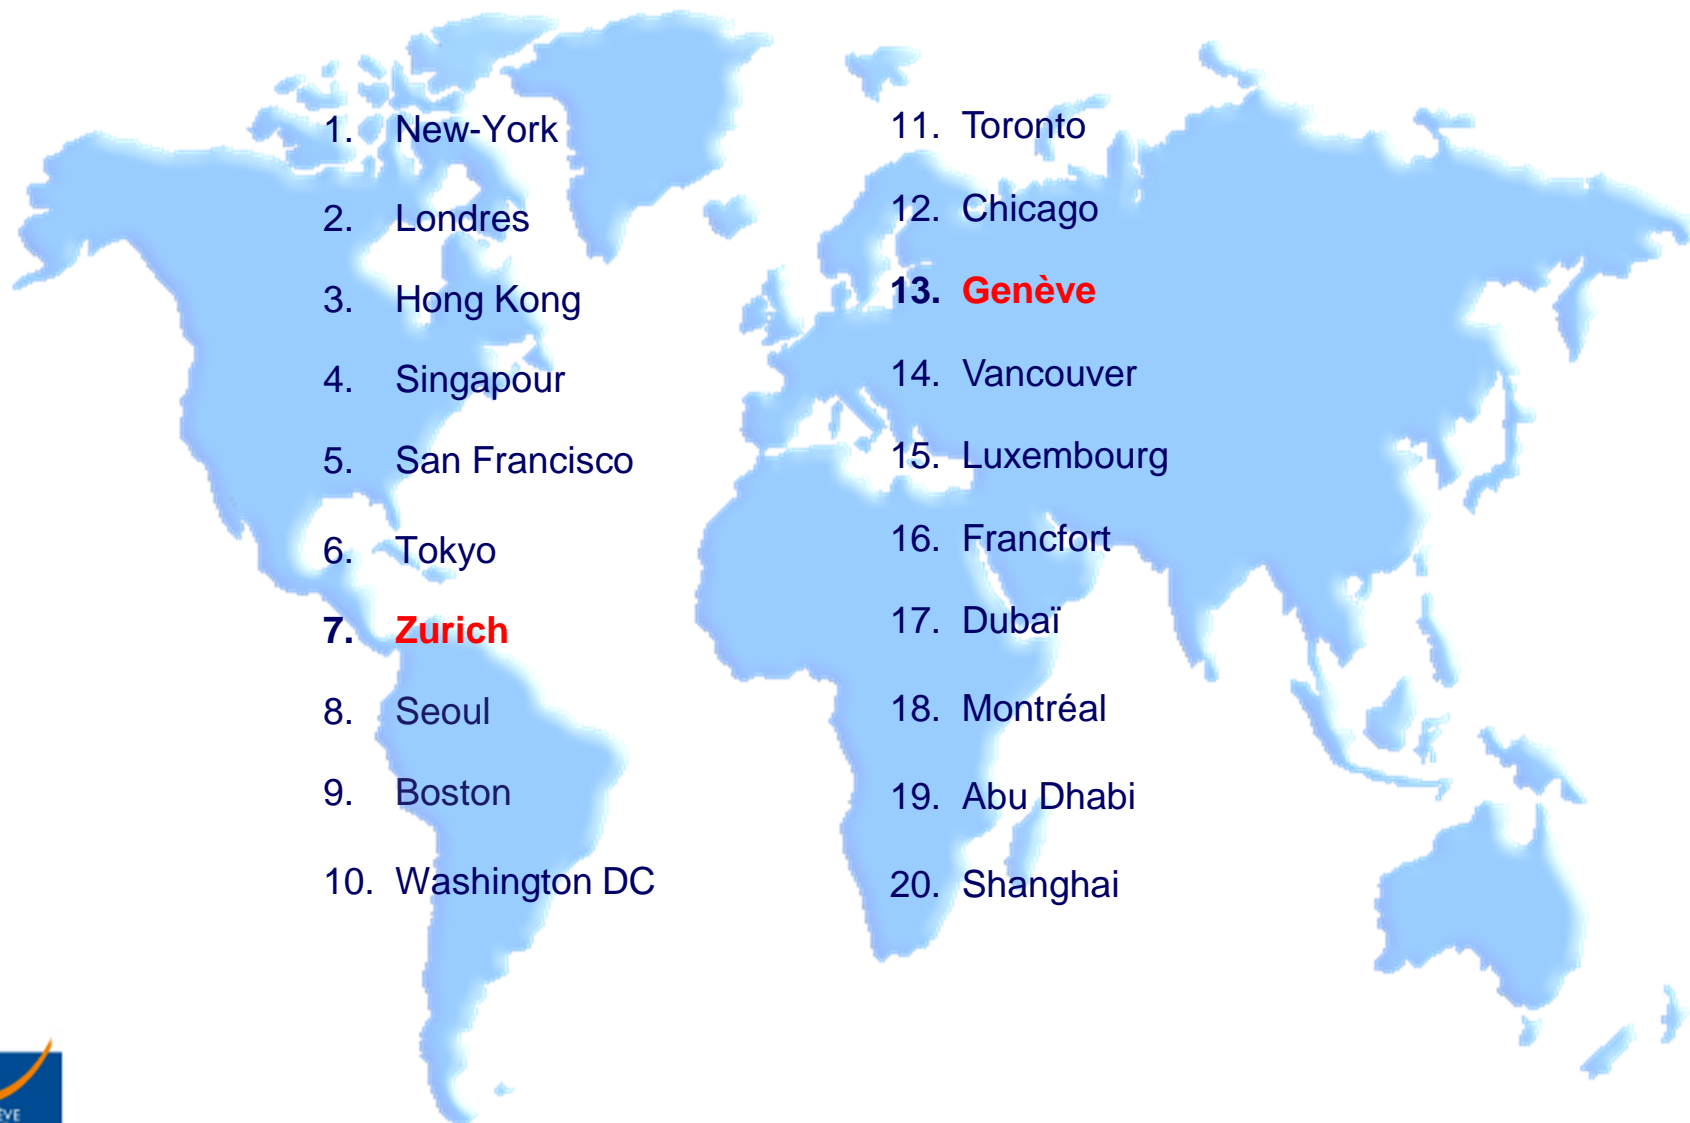 1. New-York
2. Londres
3. Hong Kong
4. Singapour
5. San Francisco
6. Tokyo
7. Zurich
8. Seoul
9. Boston
10. Washington DC
11. Toronto
12. Chicago
13. Genève
14. Vancouver
15. Luxembourg
16. Francfort
17. Dubaï
18. Montréal
19. Abu Dhabi
20. Shanghai